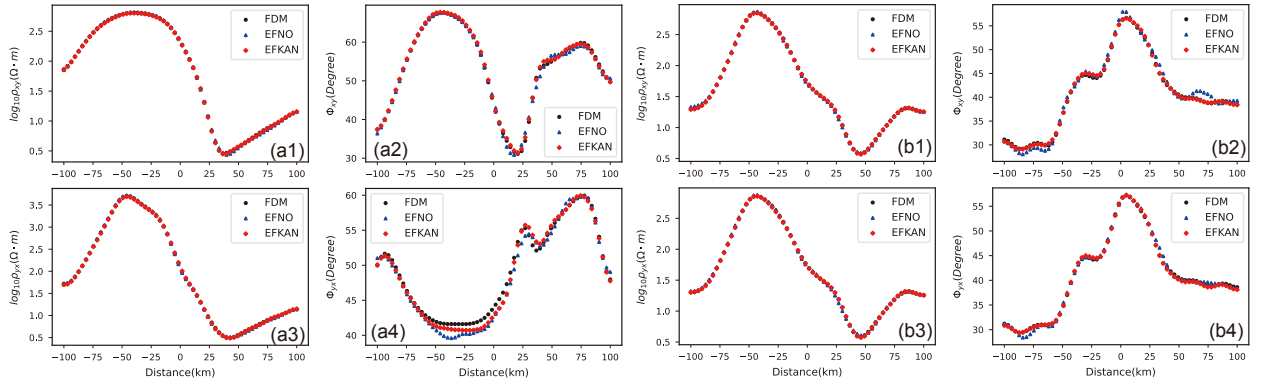 log₁₀ρxy(Ω·m)
2.5
2.0
1.5
1.0
0.5
FDM
EFNO
EFKAN
(a1)
−100 −75 −50 −25 0 25 50 75 100
Φxy(Degree)
60
50
40
30
FDM
EFNO
EFKAN
(a2)
−100 −75 −50 −25 0 25 50 75 100
log₁₀ρxy(Ω·m)
2.5
2.0
1.5
1.0
0.5
FDM
EFNO
EFKAN
(b1)
−100 −75 −50 −25 0 25 50 75 100
Φxy(Degree)
55
50
45
40
35
30
FDM
EFNO
EFKAN
(b2)
−100 −75 −50 −25 0 25 50 75 100
log₁₀ρyx(Ω·m)
3.5
3.0
2.5
2.0
1.5
1.0
0.5
FDM
EFNO
EFKAN
(a3)
−100 −75 −50 −25 0 25 50 75 100
Distance(km)
Φyx(Degree)
60
55
50
45
40
FDM
EFNO
EFKAN
(a4)
−100 −75 −50 −25 0 25 50 75 100
Distance(km)
log₁₀ρyx(Ω·m)
2.5
2.0
1.5
1.0
0.5
FDM
EFNO
EFKAN
(b3)
−100 −75 −50 −25 0 25 50 75 100
Distance(km)
Φyx(Degree)
55
50
45
40
35
30
FDM
EFNO
EFKAN
(b4)
−100 −75 −50 −25 0 25 50 75 100
Distance(km)